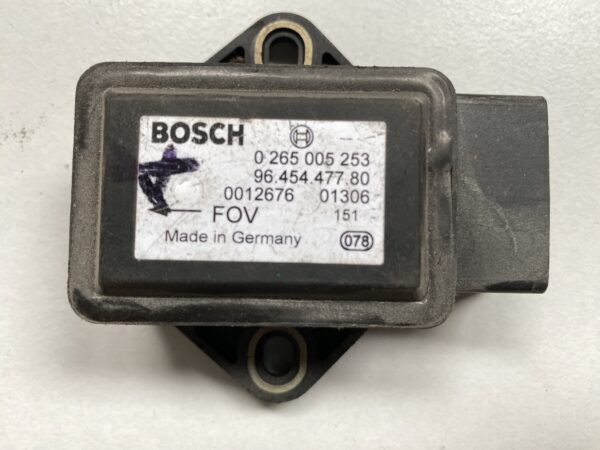 BOSCH
0 265 005 253
96.454.477.80
0012676 01306
FOV 151
Made in Germany 078